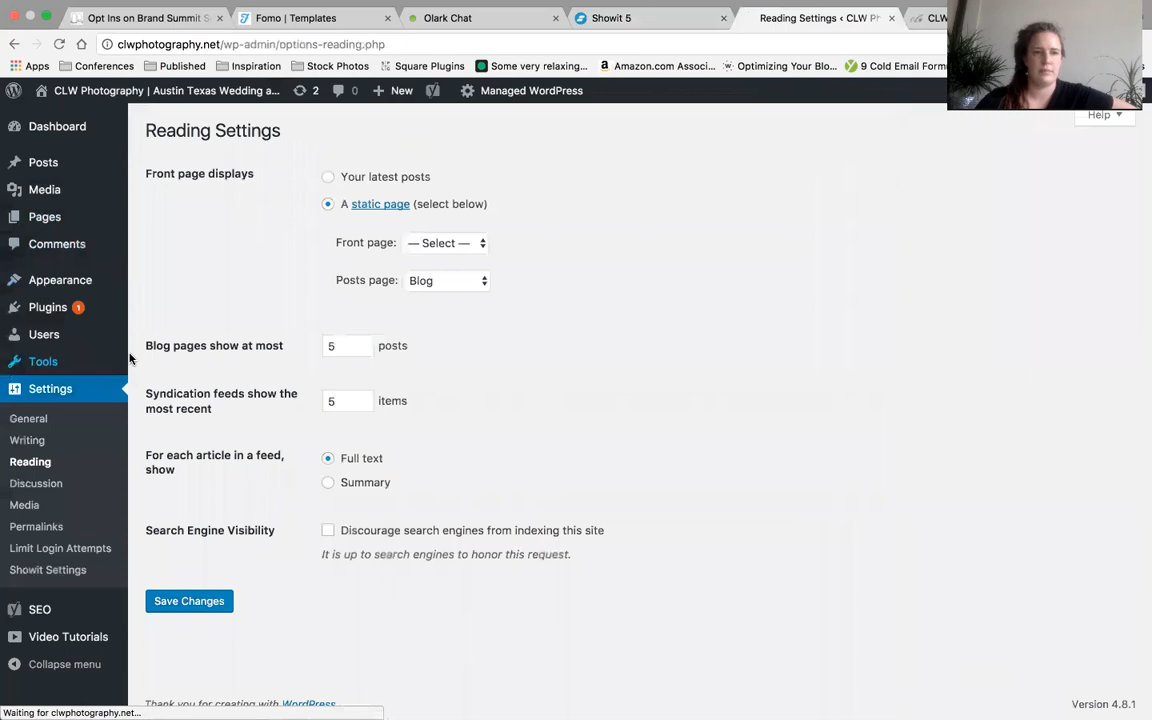 Opt Ins on Brand Summit S
Fomo | Templates
Olark Chat
Showit 5
Reading Settings ‹ CLW Ph
CLW
clwphotography.net/wp-admin/options-reading.php
Apps
Conferences
Published
Inspiration
Stock Photos
Square Plugins
Some very relaxing...
Amazon.com Associ...
Optimizing Your Blo...
9 Cold Email Form
CLW Photography | Austin Texas Wedding a...
2
0
New
Managed WordPress
Help
Dashboard
Posts
Media
Pages
Comments
Appearance
Plugins 1
Users
Tools
Settings
General
Writing
Reading
Discussion
Media
Permalinks
Limit Login Attempts
Showit Settings
SEO
Video Tutorials
Collapse menu
Reading Settings
Front page displays
Your latest posts
A static page (select below)
Front page: — Select —
Posts page: Blog
Blog pages show at most
5 posts
Syndication feeds show the
most recent
5 items
For each article in a feed,
show
Full text
Summary
Search Engine Visibility
Discourage search engines from indexing this site
It is up to search engines to honor this request.
Save Changes
Thank you for creating with WordPress.
Version 4.8.1
Waiting for clwphotography.net...